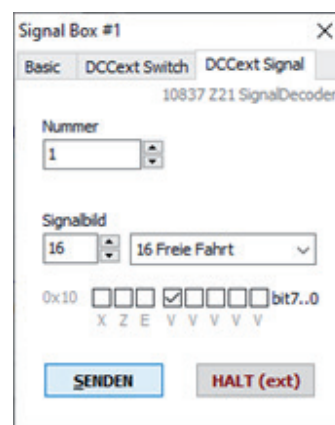 Signal Box #1
Basic DCCext Switch DCCext Signal
10837 Z21 SignalDecoder
Nummer
1
Signalbild
16 16 Freie Fahrt
0x10 bit7..0
X Z E V V V V V
SENDEN HALT (ext)